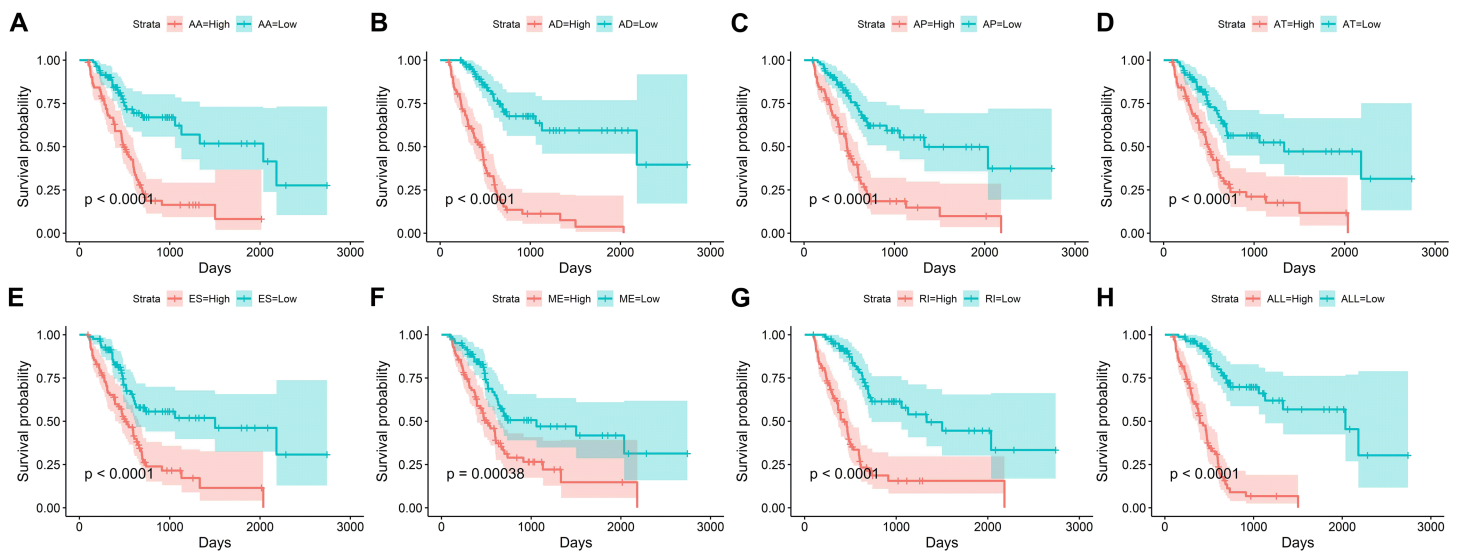 A
Strata AA=High AA=Low
Survival probability
1.00
0.75
0.50
0.25
0.00
p < 0.0001
0 1000 2000 3000
Days
B
Strata AD=High AD=Low
Survival probability
1.00
0.75
0.50
0.25
0.00
p < 0.0001
0 1000 2000 3000
Days
C
Strata AP=High AP=Low
Survival probability
1.00
0.75
0.50
0.25
0.00
p < 0.0001
0 1000 2000 3000
Days
D
Strata AT=High AT=Low
Survival probability
1.00
0.75
0.50
0.25
0.00
p < 0.0001
0 1000 2000 3000
Days
E
Strata ES=High ES=Low
Survival probability
1.00
0.75
0.50
0.25
0.00
p < 0.0001
0 1000 2000 3000
Days
F
Strata ME=High ME=Low
Survival probability
1.00
0.75
0.50
0.25
0.00
p = 0.00038
0 1000 2000 3000
Days
G
Strata RI=High RI=Low
Survival probability
1.00
0.75
0.50
0.25
0.00
p < 0.0001
0 1000 2000 3000
Days
H
Strata ALL=High ALL=Low
Survival probability
1.00
0.75
0.50
0.25
0.00
p < 0.0001
0 1000 2000 3000
Days